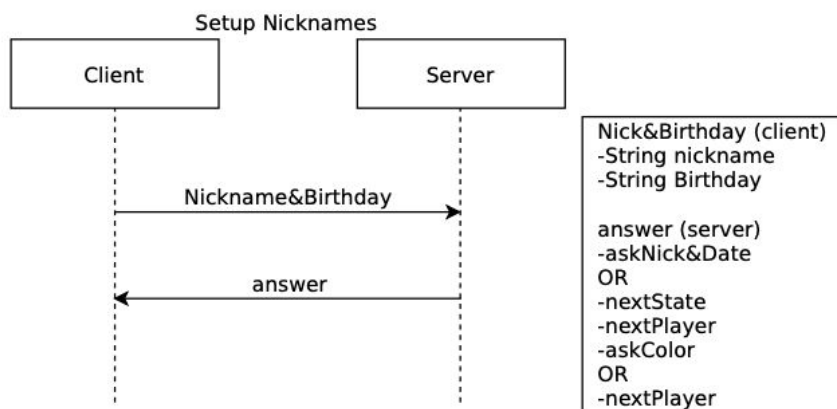 Setup Nicknames
Client
Server
Nickname&Birthday
answer
Nick&Birthday (client)
-String nickname
-String Birthday
answer (server)
-askNick&Date
OR
-nextState
-nextPlayer
-askColor
OR
-nextPlayer